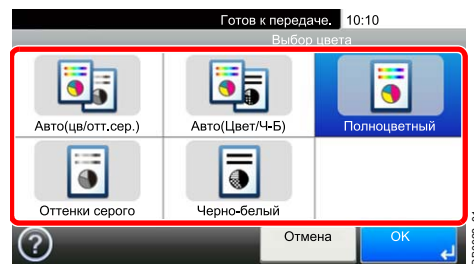 Готов к передаче. 10:10
Выбор цвета
Авто(цв/отт.сер.)
Авто(Цвет/Ч-Б)
Полноцветный
Оттенки серого
Черно-белый
?
Отмена
OK